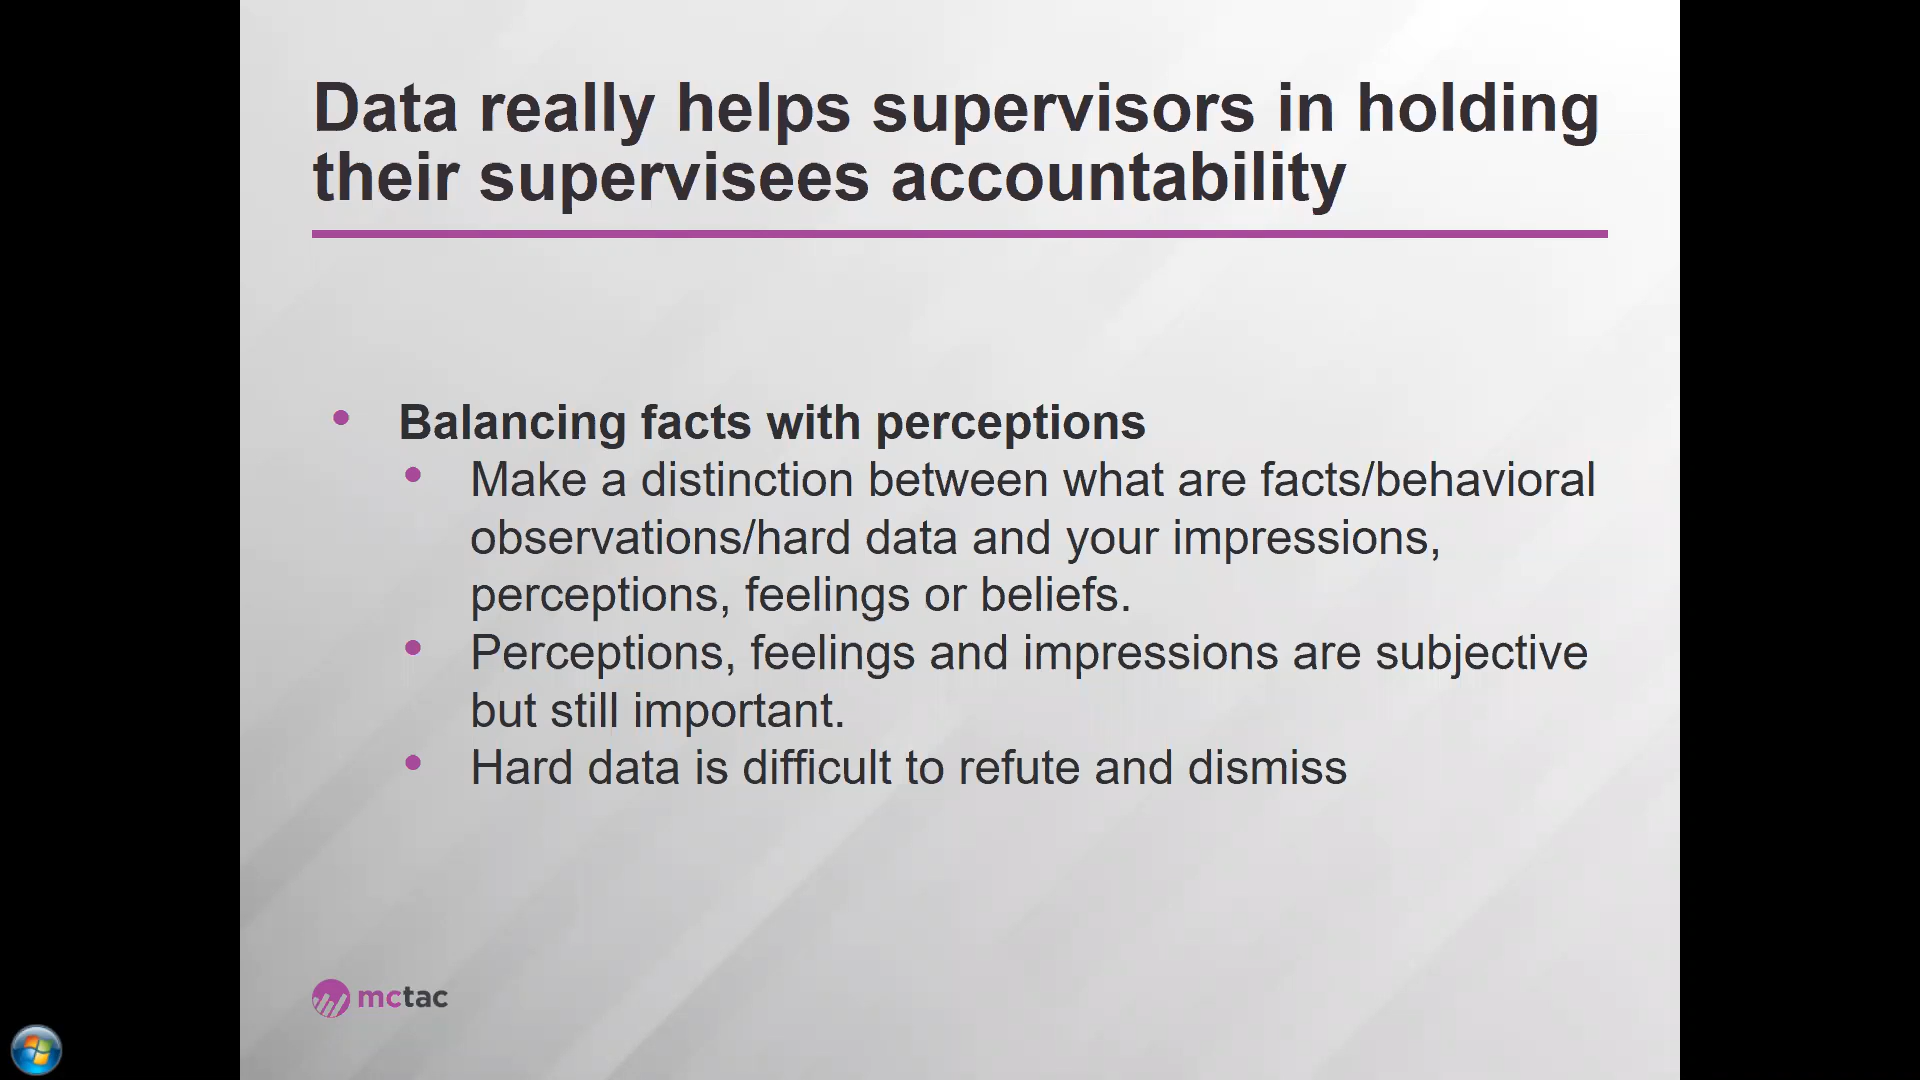 Data really helps supervisors in holding
their supervisees accountability
• Balancing facts with perceptions
• Make a distinction between what are facts/behavioral
observations/hard data and your impressions,
perceptions, feelings or beliefs.
• Perceptions, feelings and impressions are subjective
but still important.
• Hard data is difficult to refute and dismiss
mctac